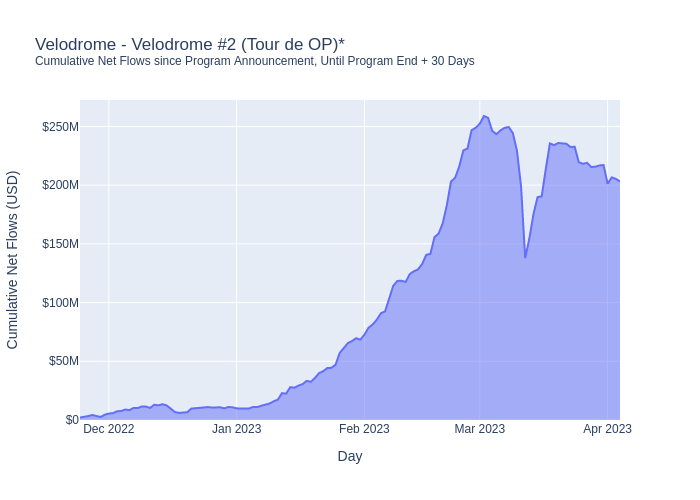 Velodrome - Velodrome #2 (Tour de OP)*
Cumulative Net Flows since Program Announcement, Until Program End + 30 Days
Cumulative Net Flows (USD)
$250M
$200M
$150M
$100M
$50M
$0
Dec 2022
Jan 2023
Feb 2023
Mar 2023
Apr 2023
Day